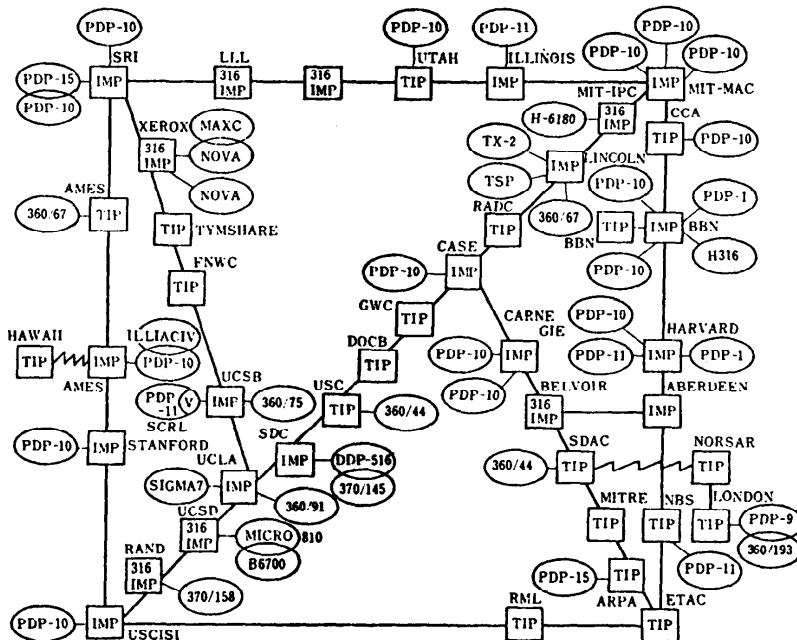 PDP-10
PDP-10
PDP-11
PDP-10
SRI
LLL
UTAH
ILLINOIS
PDP-10
PDP-10
PDP-15
IMP
316 IMP
316 IMP
TIP
IMP
IMP
MIT-MAC
PDP-10
MIT-IPC
CCA
XEROX
MAXC
H-6180
316 IMP
TIP
PDP-10
316 IMP
NOVA
TX-2
IMP
LINCOLN
NOVA
TSP
PDP-10
PDP-1
AMES
360/67
RADC
360/67
TIP
TIP
TYMSHARE
TIP
TIP
BBN
IMP
BBN
H316
PDP-10
FNWC
CASE
TIP
PDP-10
IMP
GWC
TIP
CARNE
GIE
PDP-10
HARVARD
HAWAII
ILLIACIV
DOCB
TIP
IMP
PDP-10
TIP
PDP-10
IMP
PDP-11
IMP
PDP-1
AMES
UCSB
USC
PDP-10
BELVOIR
ABERDEEN
PDP
-11
V
IMP
360/75
TIP
360/44
316 IMP
IMP
SCRL
PDP-10
IMP
STANFORD
SDC
SDAC
NORSAR
UCLA
IMP
DDP-516
360/44
TIP
TIP
SIGMA7
IMP
370/145
MITRE
NBS
LONDON
UCSD
360/91
TIP
TIP
TIP
PDP-9
316 IMP
MICRO
810
360/193
RAND
B6700
PDP-11
316 IMP
370/158
PDP-15
TIP
RML
ARPA
ETAC
PDP-10
IMP
TIP
TIP
USCISI